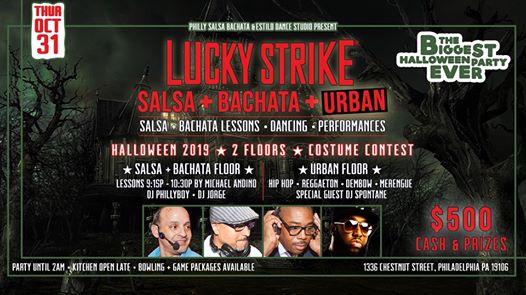 THUR
OCT
31
PHILLY SALSA BACHATA & ESTILO DANCE STUDIO PRESENT
LUCKY STRIKE
SALSA + BACHATA + URBAN
SALSA + BACHATA LESSONS • DANCING • PERFORMANCES
THE BIGGEST
HALLOWEEN PARTY
EVER
HALLOWEEN 2019 ★ 2 FLOORS ★ COSTUME CONTEST
★ SALSA + BACHATA FLOOR ★
LESSONS 9:15P - 10:30P BY MICHAEL ANDINO
DJ PHILLYBOY • DJ JORGE
★ URBAN FLOOR ★
HIP HOP • REGGAETON • DEMBOW • MERENGUE
SPECIAL GUEST DJ SPONTANE
$500
CASH & PRIZES
PARTY UNTIL 2AM • KITCHEN OPEN LATE • BOWLING + GAME PACKAGES AVAILABLE
1336 CHESTNUT STREET, PHILADELPHIA PA 19106